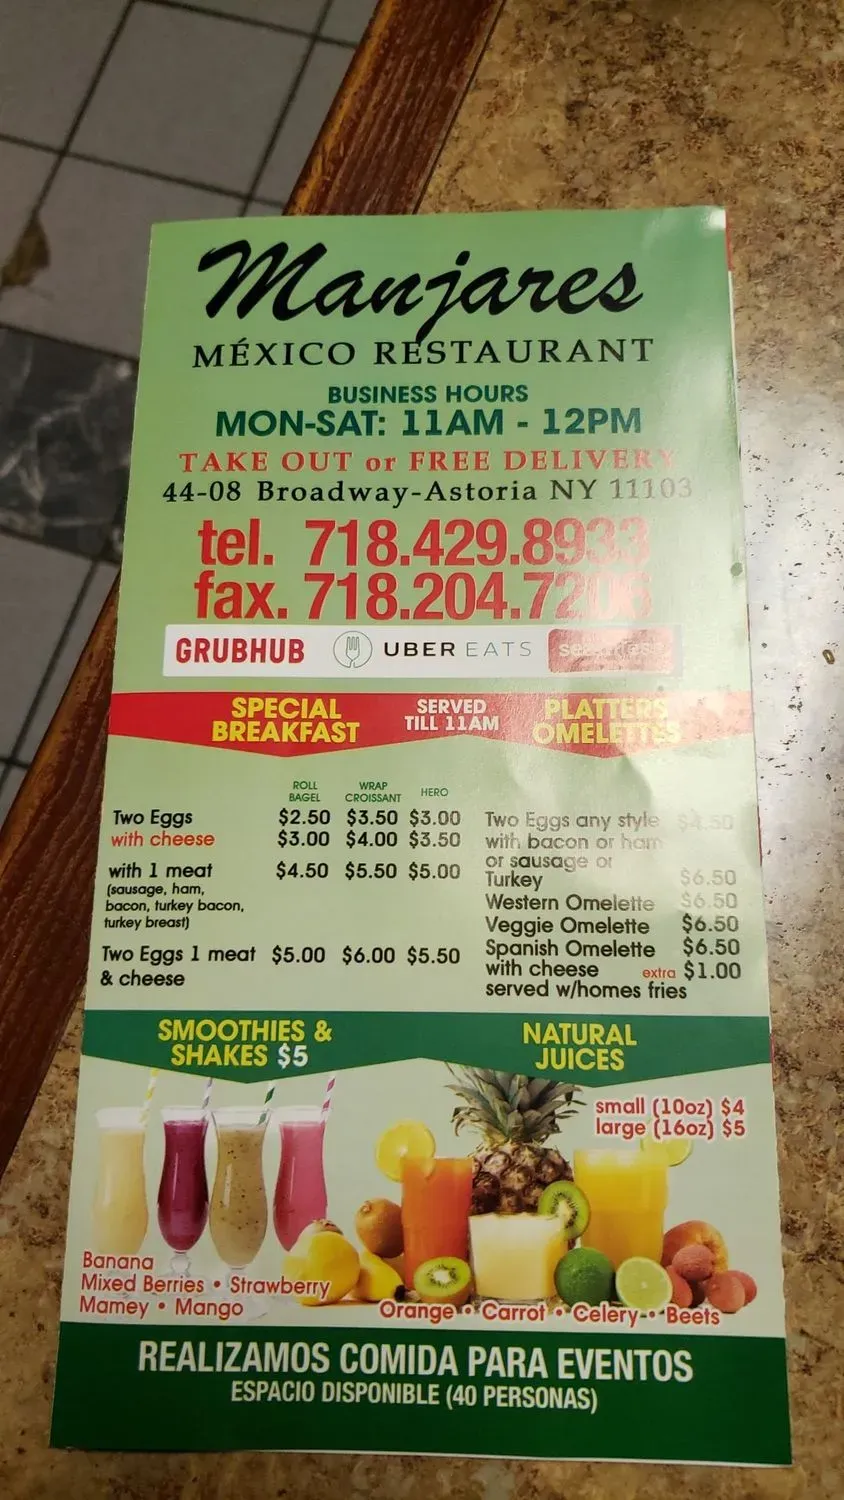 Manjares
MÉXICO RESTAURANT
BUSINESS HOURS
MON-SAT: 11AM - 12PM
TAKE OUT or FREE DELIVERY
44-08 Broadway-Astoria NY 11103
tel. 718.429.8933
fax. 718.204.7206
GRUBHUB UBER EATS seamless
SPECIAL
BREAKFAST
SERVED
TILL 11AM
PLATTERS
OMELETTES
ROLL
BAGEL
WRAP
CROISSANT
HERO
Two Eggs $2.50 $3.50 $3.00
with cheese $3.00 $4.00 $3.50
with 1 meat $4.50 $5.50 $5.00
(sausage, ham,
bacon, turkey bacon,
turkey breast)
Two Eggs 1 meat $5.00 $6.00 $5.50
& cheese
Two Eggs any style $4.50
with bacon or ham
or sausage or
Turkey $6.50
Western Omelette $6.50
Veggie Omelette $6.50
Spanish Omelette $6.50
with cheese extra $1.00
served w/homes fries
SMOOTHIES &
SHAKES $5
Banana
Mixed Berries • Strawberry
Mamey • Mango
NATURAL
JUICES
small (10oz) $4
large (16oz) $5
Orange • Carrot • Celery • Beets
REALIZAMOS COMIDA PARA EVENTOS
ESPACIO DISPONIBLE (40 PERSONAS)